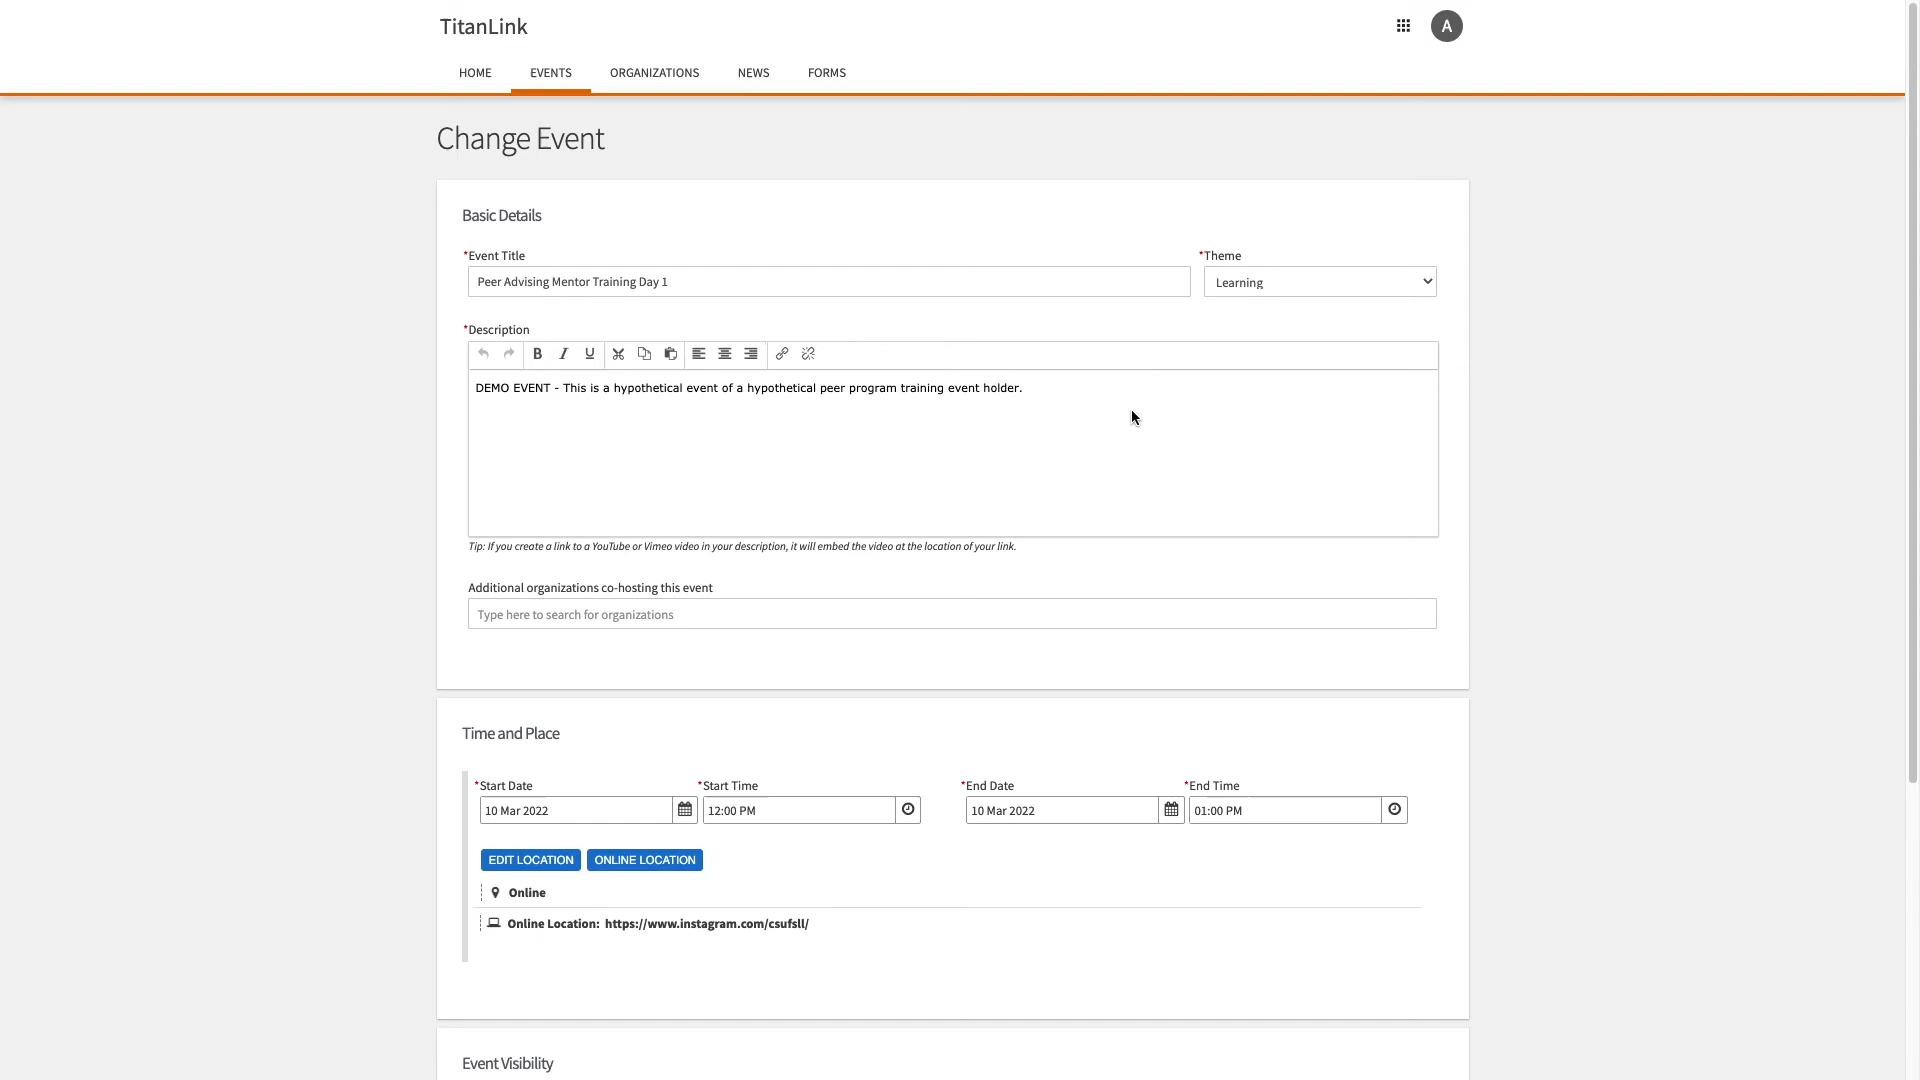 TitanLink
A
HOME EVENTS ORGANIZATIONS NEWS FORMS
Change Event
Basic Details
*Event Title
*Theme
Peer Advising Mentor Training Day 1
Learning
*Description
B I U
DEMO EVENT - This is a hypothetical event of a hypothetical peer program training event holder.
Tip: If you create a link to a YouTube or Vimeo video in your description, it will embed the video at the location of your link.
Additional organizations co-hosting this event
Type here to search for organizations
Time and Place
*Start Date *Start Time *End Date *End Time
10 Mar 2022 12:00 PM 10 Mar 2022 01:00 PM
EDIT LOCATION ONLINE LOCATION
Online
Online Location: https://www.instagram.com/csufsll/
Event Visibility